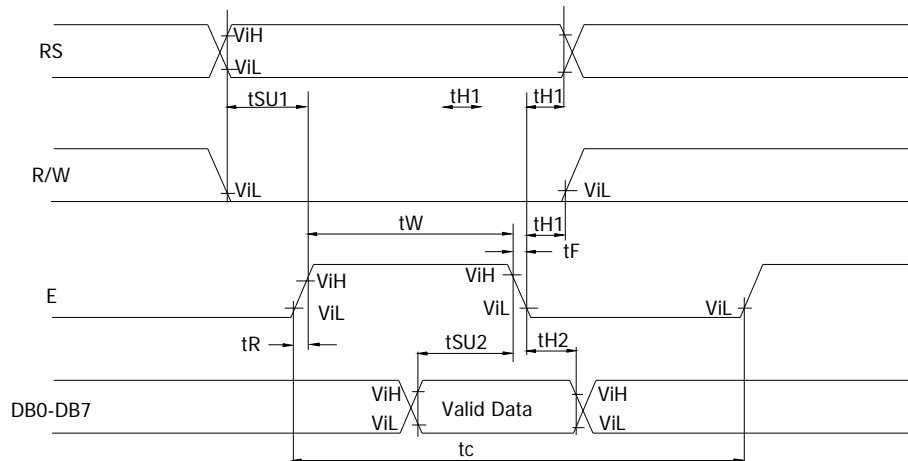 ViH
RS
ViL
tSU1 tH1 tH1
R/W
ViL ViL
tW tH1
tF
ViH ViH
E
ViL ViL ViL
tR tSU2 tH2
ViH ViH
DB0-DB7 Valid Data
ViL ViL
tc